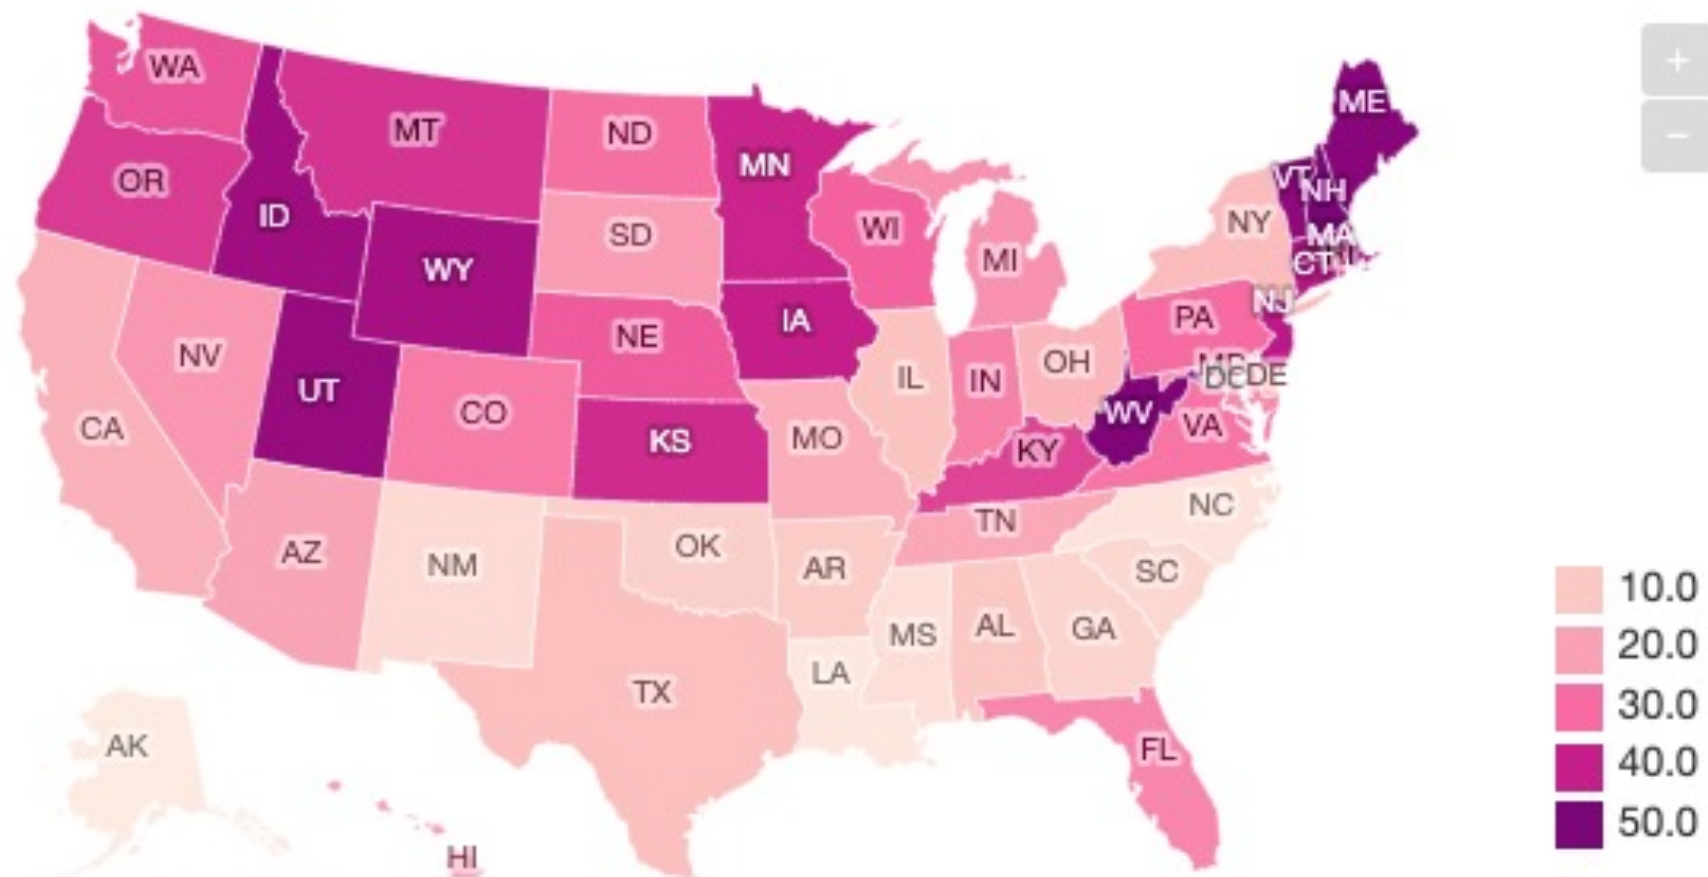 WA
MT
ND
MN
ME
OR
ID
WY
SD
WI
MI
NY
VT
NH
MA
CT
RI
NJ
NV
UT
CO
NE
IA
IL
IN
OH
PA
MD
DC
DE
CA
KS
MO
KY
WV
VA
AZ
NM
OK
AR
TN
NC
SC
TX
LA
MS
AL
GA
FL
AK
HI
+
−
10.0
20.0
30.0
40.0
50.0